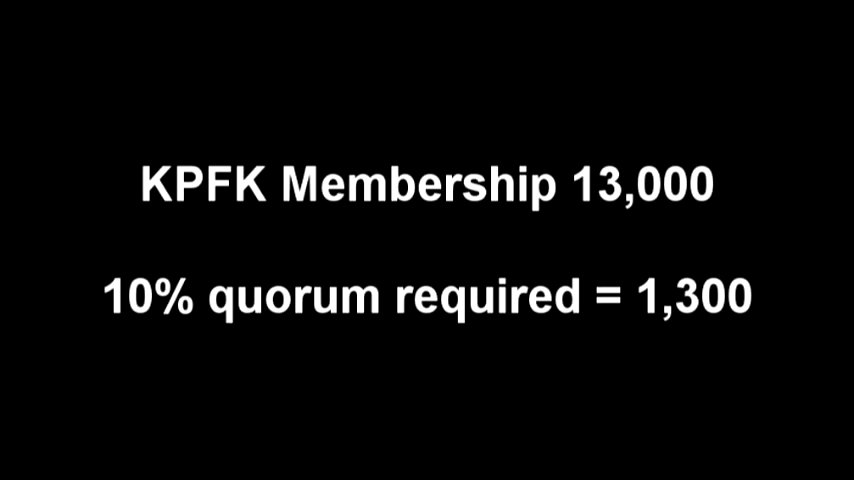 KPFK Membership 13,000
10% quorum required = 1,300